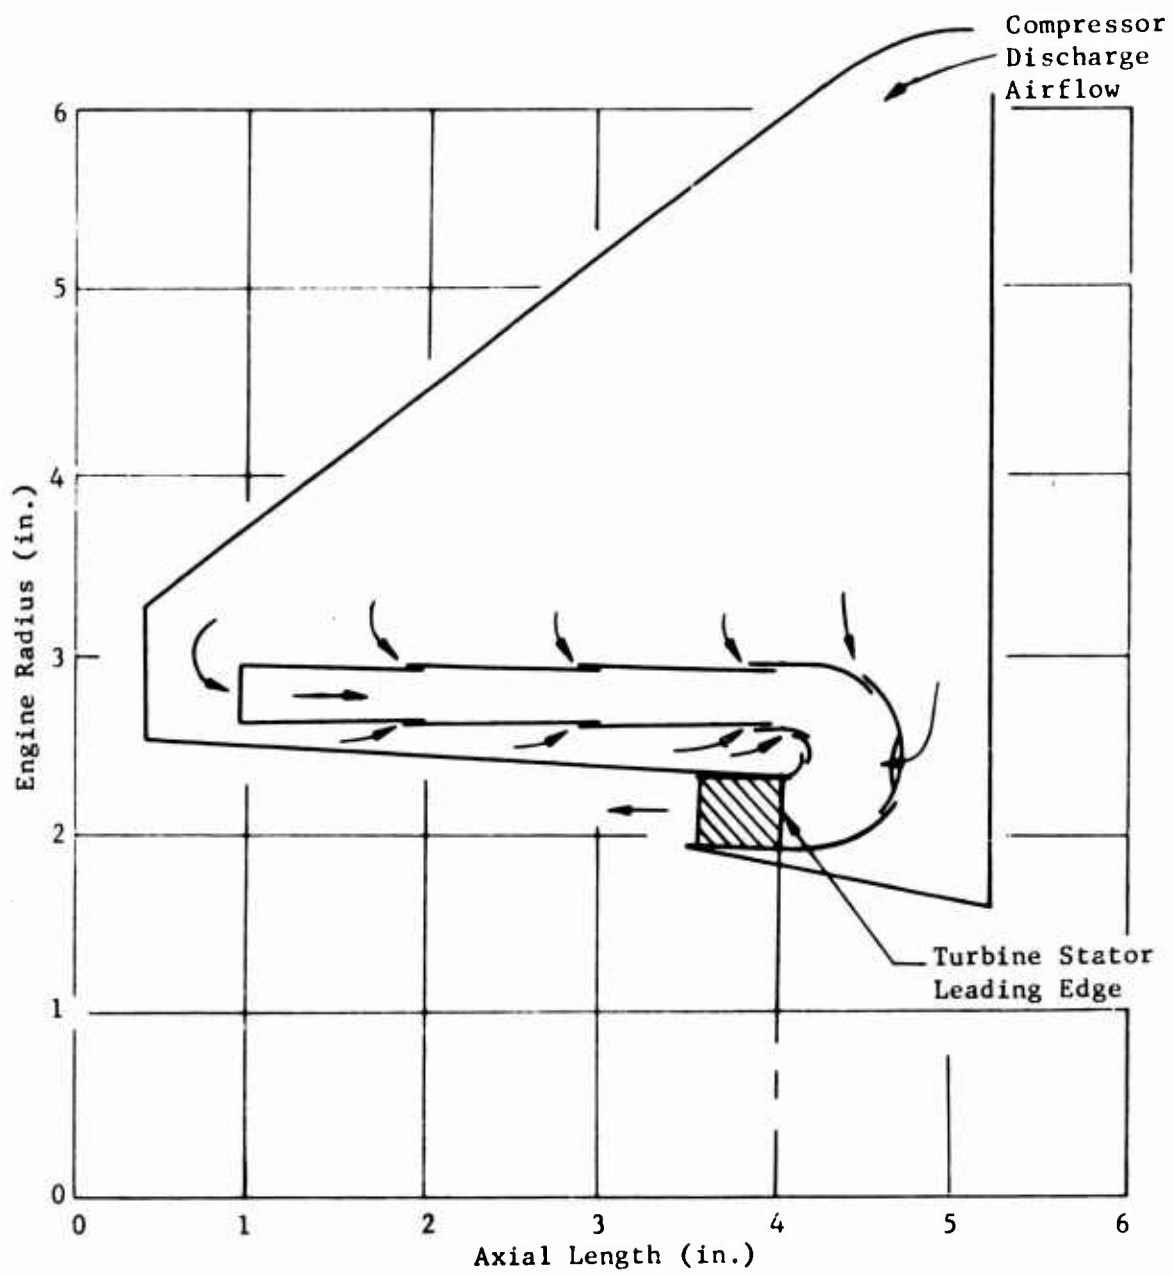 Compressor
Discharge
Airflow
6
5
4
3
2
1
0
Engine Radius (in.)
Turbine Stator
Leading Edge
0 1 2 3 4 5 6
Axial Length (in.)